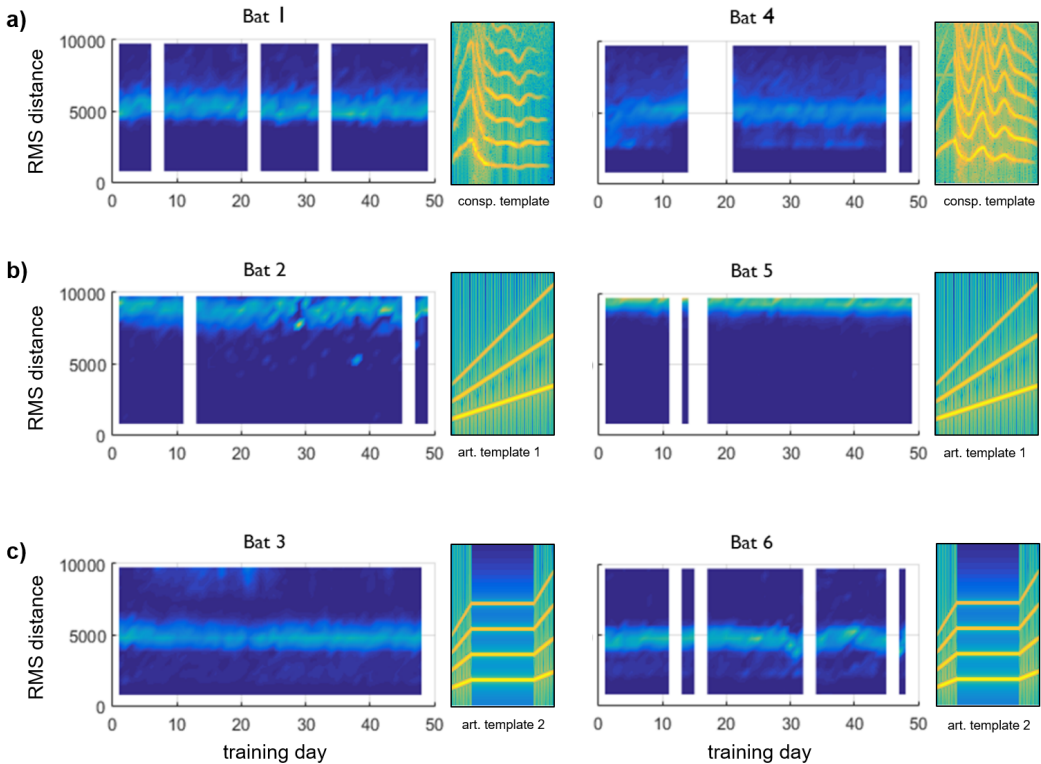 a)
Bat 1
Bat 4
RMS distance
10000
5000
0
0 10 20 30 40 50
consp. template
0 10 20 30 40 50
consp. template
b)
Bat 2
Bat 5
RMS distance
10000
5000
0
0 10 20 30 40 50
art. template 1
0 10 20 30 40 50
art. template 1
c)
Bat 3
Bat 6
RMS distance
10000
5000
0
0 10 20 30 40 50
art. template 2
0 10 20 30 40 50
art. template 2
training day
training day